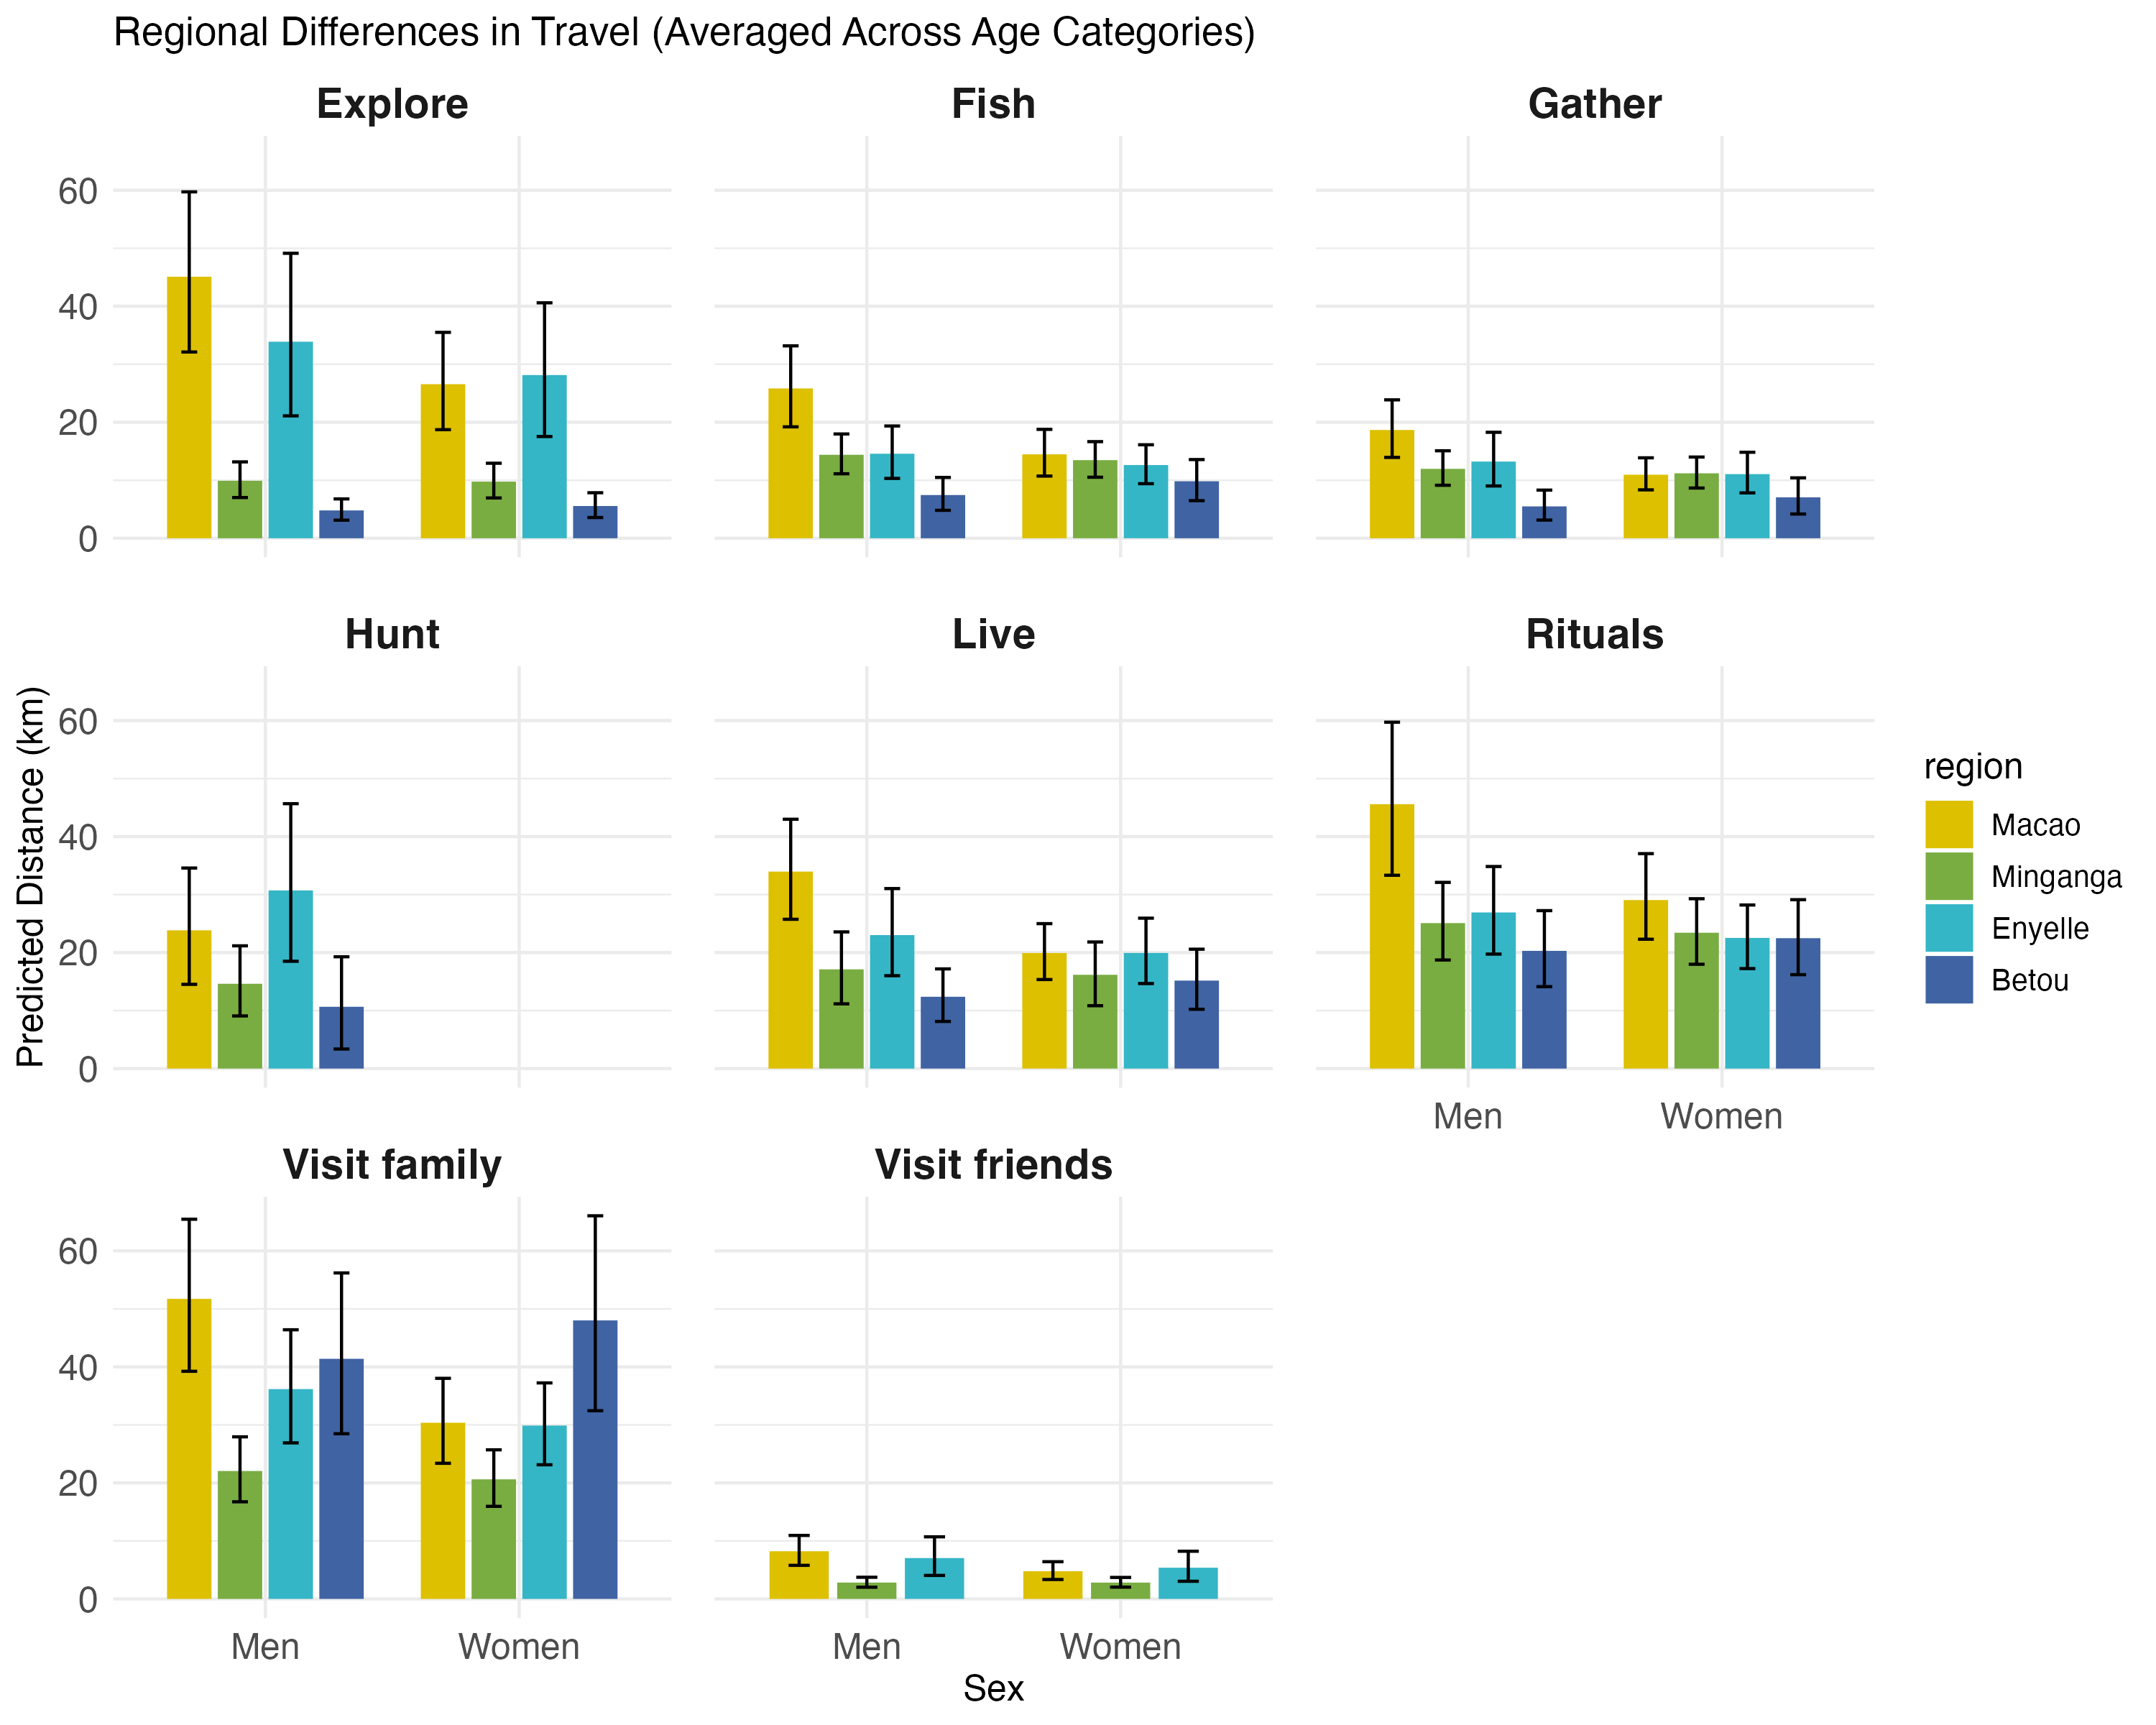 Regional Differences in Travel (Averaged Across Age Categories)
Explore
Fish
Gather
60
40
20
0
Hunt
Live
Rituals
Predicted Distance (km)
60
40
20
0
Men
Women
region
Macao
Minganga
Enyelle
Betou
Visit family
Visit friends
60
40
20
0
Men
Women
Men
Women
Sex